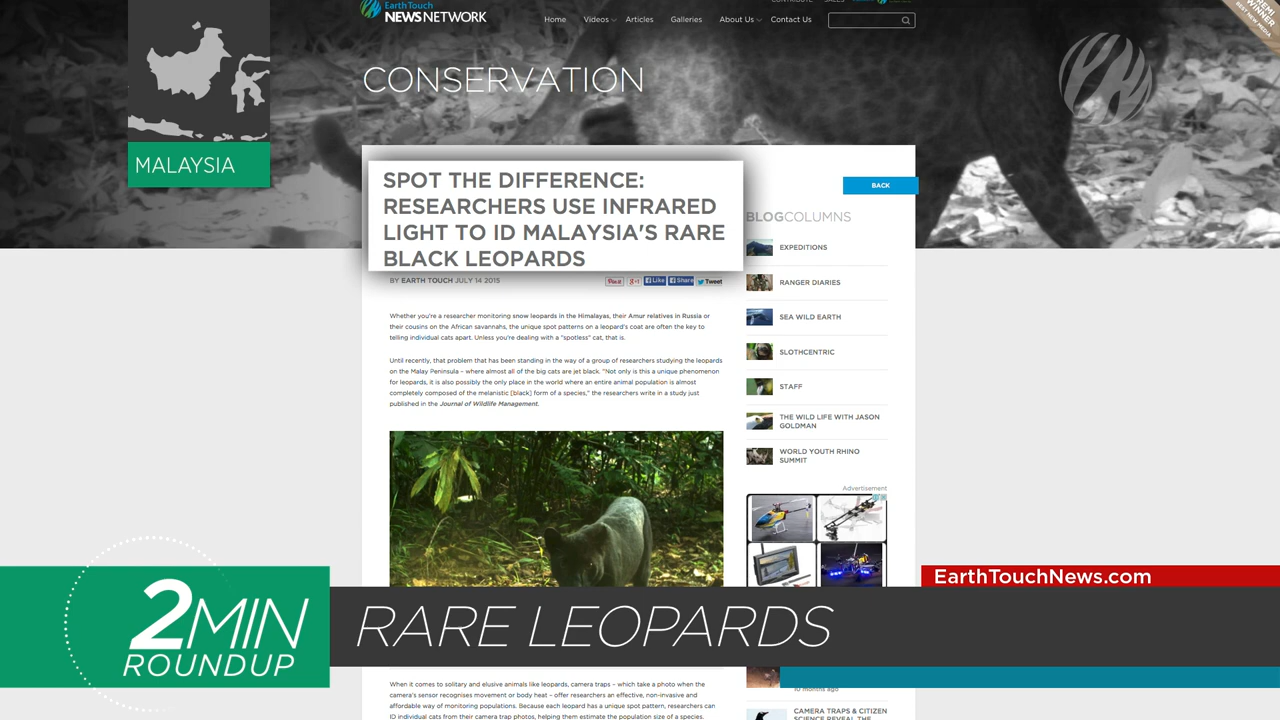 EarthTouch
NEWS NETWORK
Home Videos Articles Galleries About Us Contact Us
CONSERVATION
MALAYSIA
SPOT THE DIFFERENCE:
RESEARCHERS USE INFRARED
LIGHT TO ID MALAYSIA'S RARE
BLACK LEOPARDS
BY EARTH TOUCH JULY 14 2015
Pin it
g+1
Like
Share
Tweet
Whether you're a researcher monitoring snow leopards in the Himalayas, their Amur relatives in Russia or
their cousins on the African savannahs, the unique spot patterns on a leopard's coat are often the key to
telling individual cats apart. Unless you're dealing with a "spotless" cat, that is.
Until recently, that problem that has been standing in the way of a group of researchers studying the leopards
on the Malay Peninsula – where almost all of the big cats are jet black. "Not only is this a unique phenomenon
for leopards, it is also possibly the only place in the world where an entire animal population is almost
completely composed of the melanistic [black] form of a species," the researchers write in a study just
published in the Journal of Wildlife Management.
BACK
BLOGCOLUMNS
EXPEDITIONS
RANGER DIARIES
SEA WILD EARTH
SLOTHCENTRIC
STAFF
THE WILD LIFE WITH JASON
GOLDMAN
WORLD YOUTH RHINO
SUMMIT
Advertisement
EarthTouchNews.com
2MIN
ROUNDUP
RARE LEOPARDS
When it comes to solitary and elusive animals like leopards, camera traps – which take a photo when the
camera's sensor recognises movement or body heat – offer researchers an effective, non-invasive and
affordable way of monitoring populations. Because each leopard has a unique spot pattern, researchers can
ID individual cats from their camera trap photos, helping them estimate the population size of a species.
10 months ago
CAMERA TRAPS & CITIZEN
SCIENCE REVEAL THE